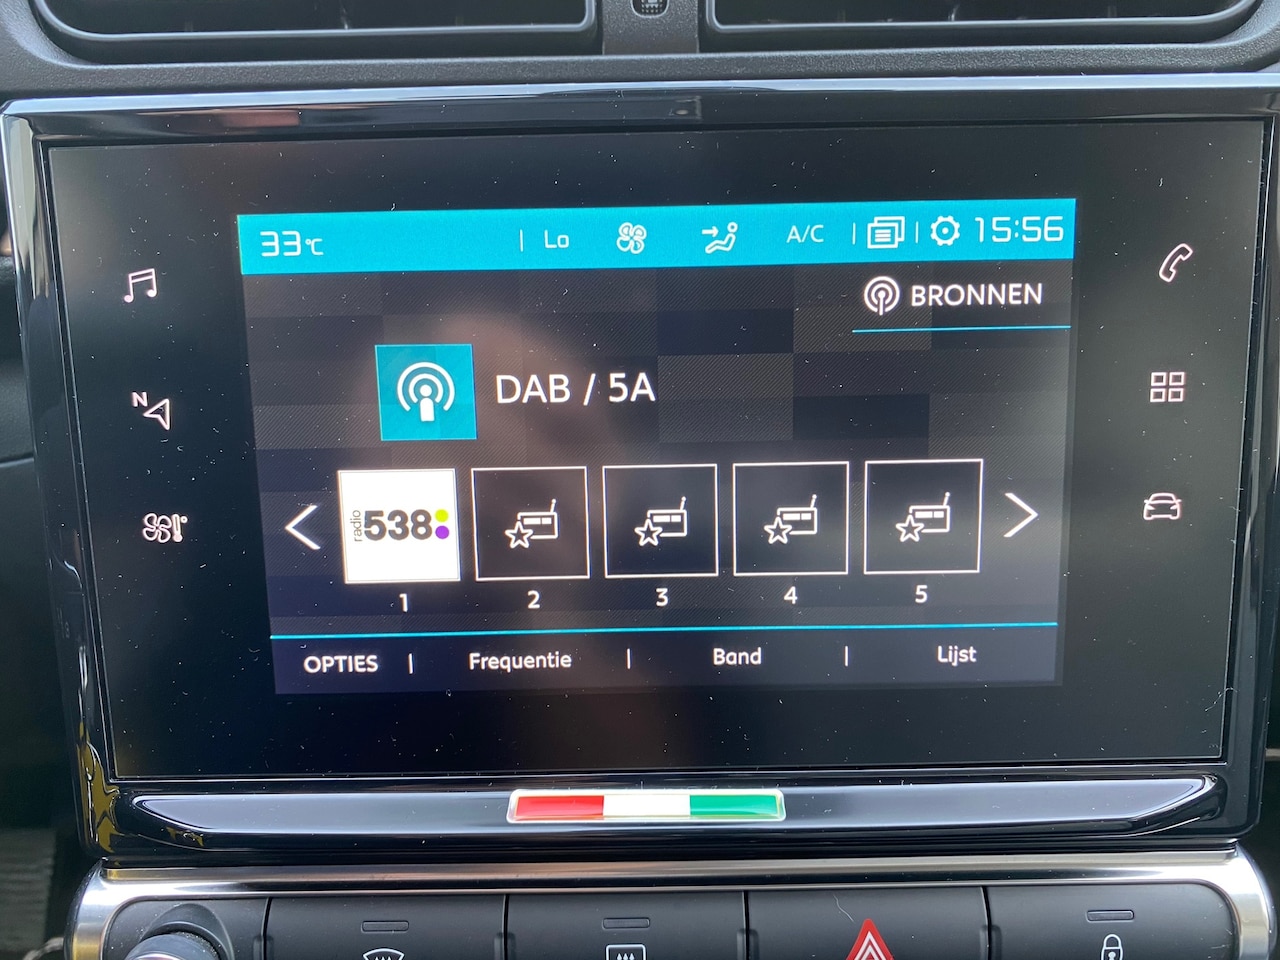 33°C | Lo A/C | | 15:56
BRONNEN
N
DAB / 5A
radio 538
1 2 3 4 5
OPTIES | Frequentie | Band | Lijst